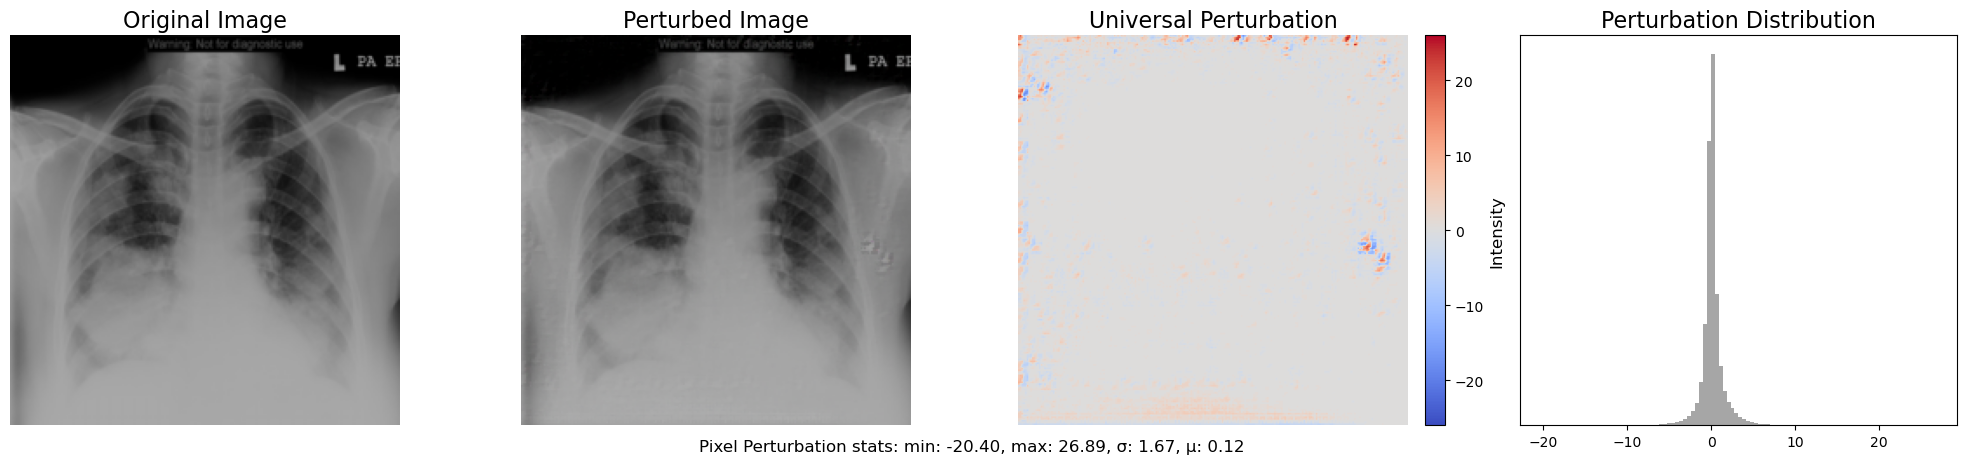 Original Image
Perturbed Image
Universal Perturbation
Perturbation Distribution
Warning: Not for diagnostic use
L PA
Warning: Not for diagnostic use
L PA
20
10
0
−10
−20
Intensity
−20 −10 0 10 20
Pixel Perturbation stats: min: -20.40, max: 26.89, σ: 1.67, μ: 0.12